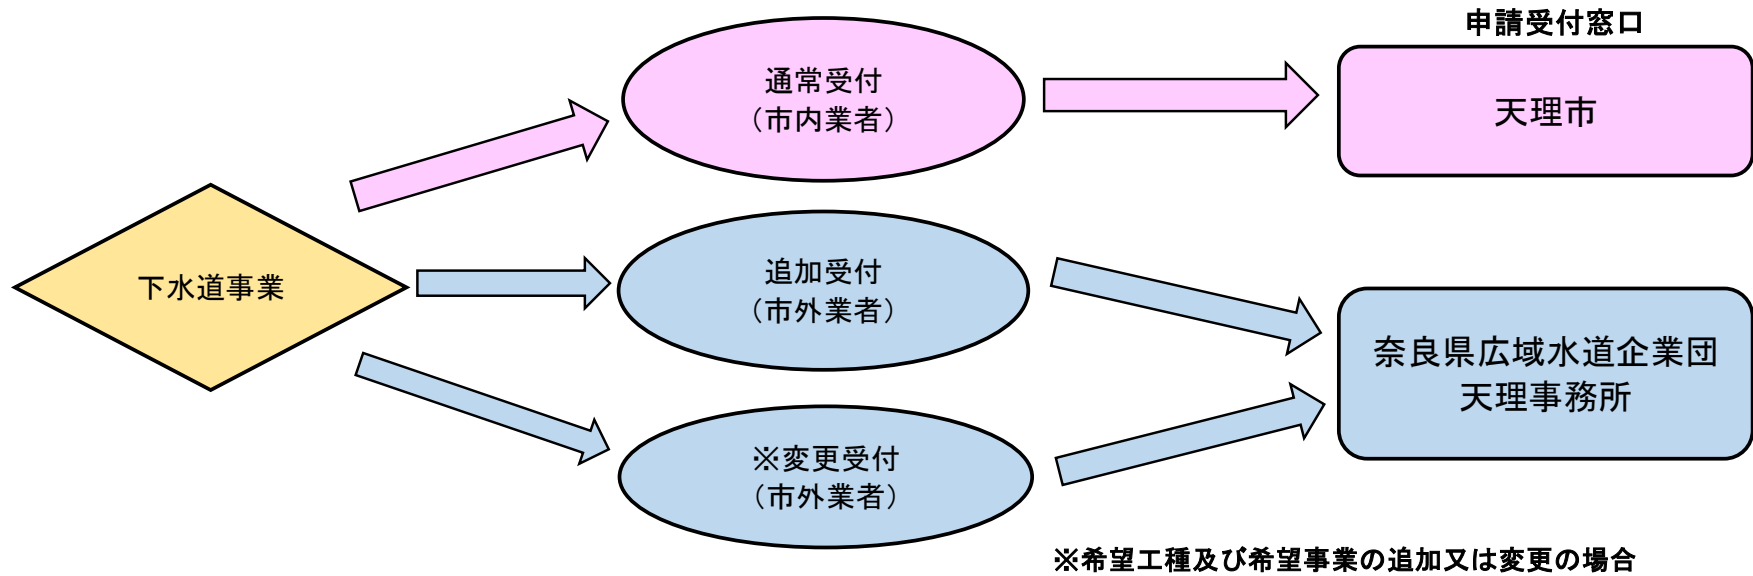 申請受付窓口
通常受付
（市内業者）
天理市
下水道事業
追加受付
（市外業者）
奈良県広域水道企業団
天理事務所
※変更受付
（市外業者）
※希望工種及び希望事業の追加又は変更の場合